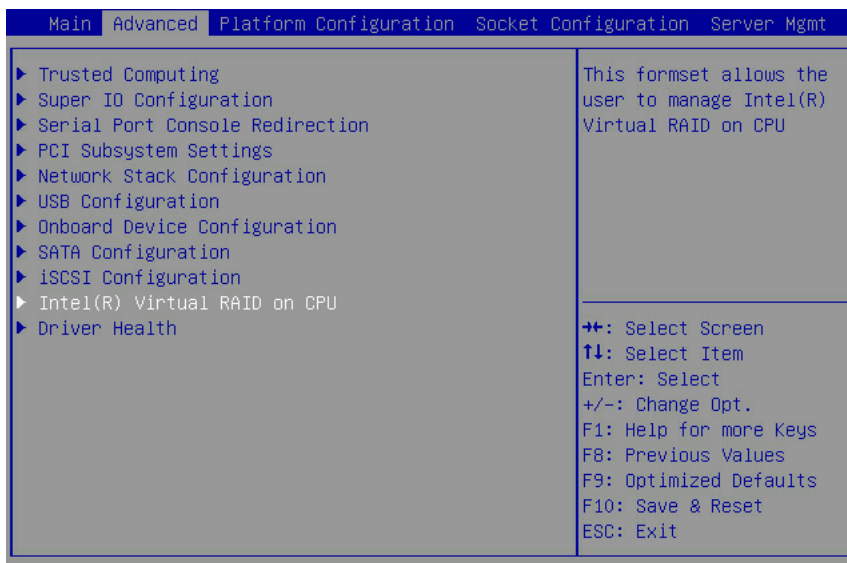 Main Advanced Platform Configuration Socket Configuration Server Mgmt
Trusted Computing
Super IO Configuration
Serial Port Console Redirection
PCI Subsystem Settings
Network Stack Configuration
USB Configuration
Onboard Device Configuration
SATA Configuration
iSCSI Configuration
Intel(R) Virtual RAID on CPU
Driver Health
This formset allows the
user to manage Intel(R)
Virtual RAID on CPU
→←: Select Screen
↑↓: Select Item
Enter: Select
+/-: Change Opt.
F1: Help for more Keys
F8: Previous Values
F9: Optimized Defaults
F10: Save & Reset
ESC: Exit